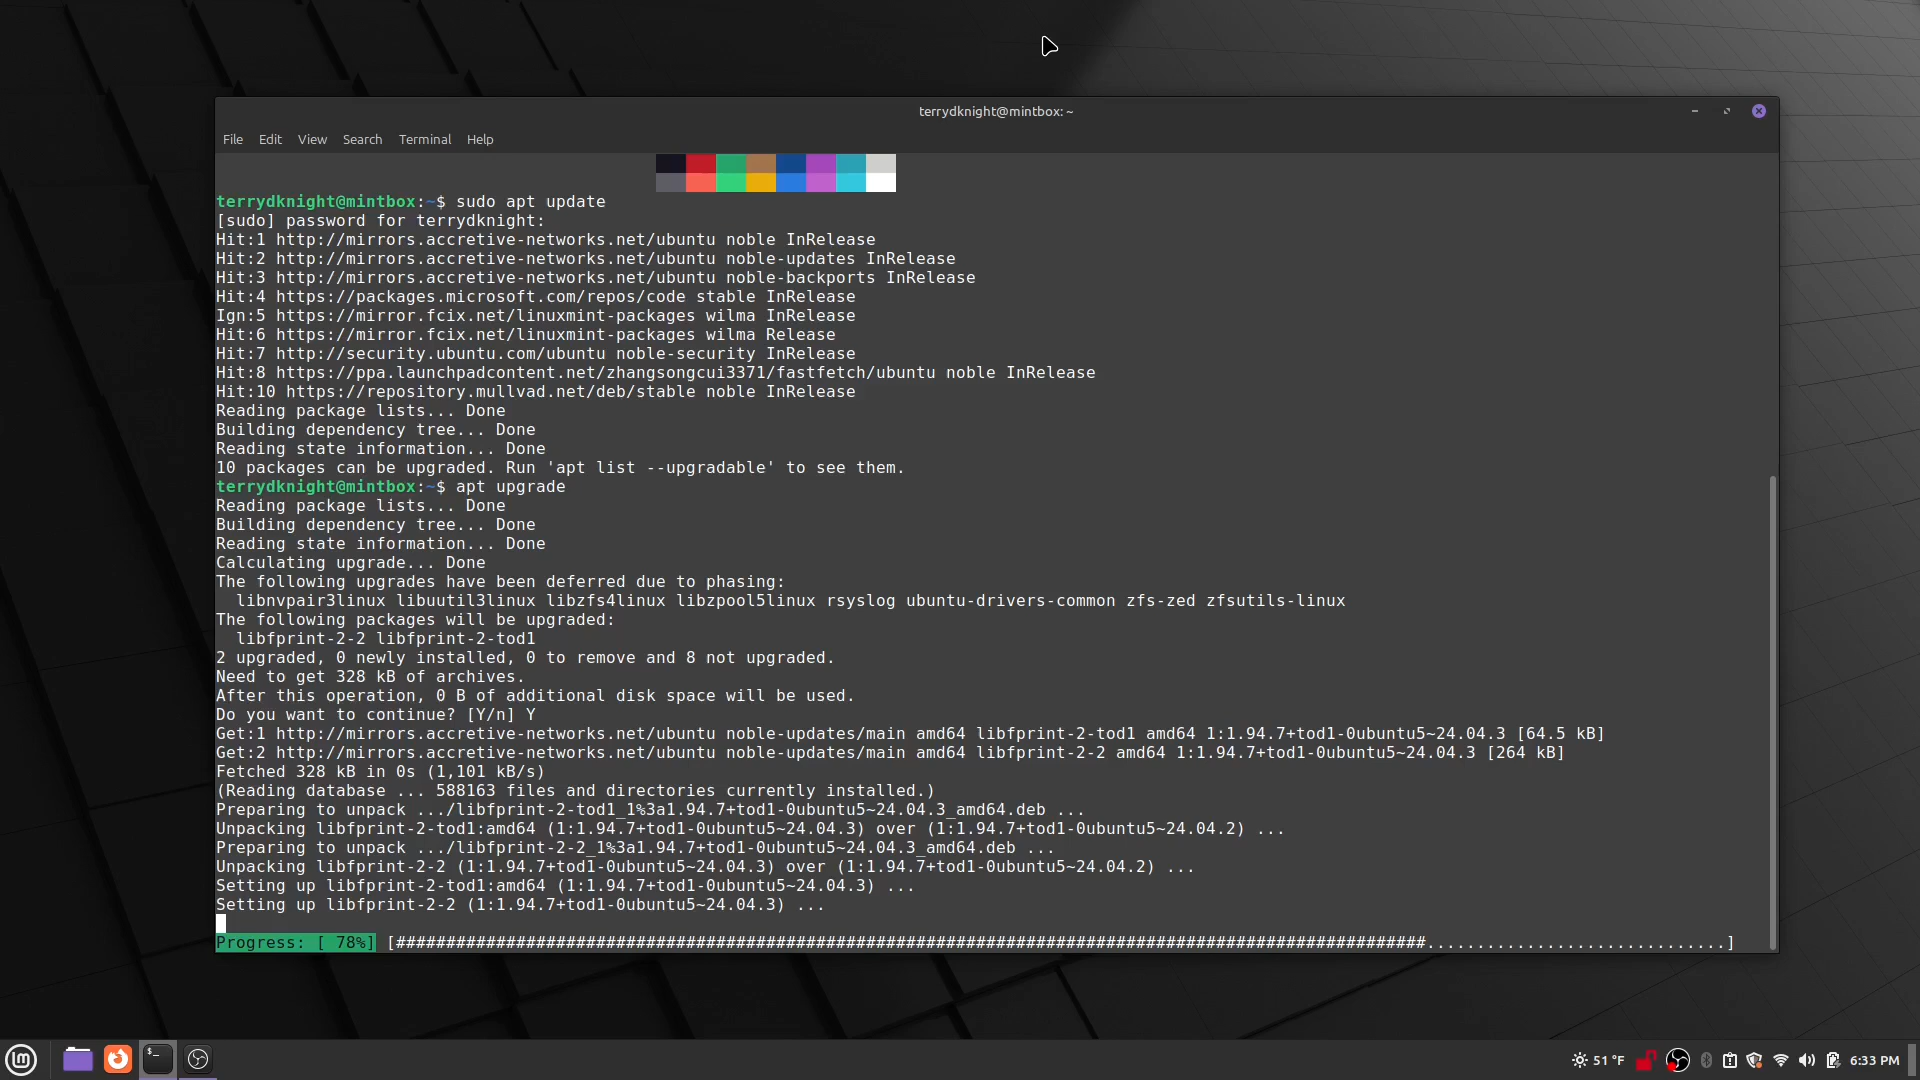 terrydknight@mintbox: ~
File Edit View Search Terminal Help
terrydknight@mintbox:~$ sudo apt update
[sudo] password for terrydknight:
Hit:1 http://mirrors.accretive-networks.net/ubuntu noble InRelease
Hit:2 http://mirrors.accretive-networks.net/ubuntu noble-updates InRelease
Hit:3 http://mirrors.accretive-networks.net/ubuntu noble-backports InRelease
Hit:4 https://packages.microsoft.com/repos/code stable InRelease
Ign:5 https://mirror.fcix.net/linuxmint-packages wilma InRelease
Hit:6 https://mirror.fcix.net/linuxmint-packages wilma Release
Hit:7 http://security.ubuntu.com/ubuntu noble-security InRelease
Hit:8 https://ppa.launchpadcontent.net/zhangsongcui3371/fastfetch/ubuntu noble InRelease
Hit:10 https://repository.mullvad.net/deb/stable noble InRelease
Reading package lists... Done
Building dependency tree... Done
Reading state information... Done
10 packages can be upgraded. Run 'apt list --upgradable' to see them.
terrydknight@mintbox:~$ apt upgrade
Reading package lists... Done
Building dependency tree... Done
Reading state information... Done
Calculating upgrade... Done
The following upgrades have been deferred due to phasing:
  libnvpair3linux libuutil3linux libzfs4linux libzpool5linux rsyslog ubuntu-drivers-common zfs-zed zfsutils-linux
The following packages will be upgraded:
  libfprint-2-2 libfprint-2-tod1
2 upgraded, 0 newly installed, 0 to remove and 8 not upgraded.
Need to get 328 kB of archives.
After this operation, 0 B of additional disk space will be used.
Do you want to continue? [Y/n] Y
Get:1 http://mirrors.accretive-networks.net/ubuntu noble-updates/main amd64 libfprint-2-tod1 amd64 1:1.94.7+tod1-0ubuntu5~24.04.3 [64.5 kB]
Get:2 http://mirrors.accretive-networks.net/ubuntu noble-updates/main amd64 libfprint-2-2 amd64 1:1.94.7+tod1-0ubuntu5~24.04.3 [264 kB]
Fetched 328 kB in 0s (1,101 kB/s)
(Reading database ... 588163 files and directories currently installed.)
Preparing to unpack .../libfprint-2-tod1_1%3a1.94.7+tod1-0ubuntu5~24.04.3_amd64.deb ...
Unpacking libfprint-2-tod1:amd64 (1:1.94.7+tod1-0ubuntu5~24.04.3) over (1:1.94.7+tod1-0ubuntu5~24.04.2) ...
Preparing to unpack .../libfprint-2-2_1%3a1.94.7+tod1-0ubuntu5~24.04.3_amd64.deb ...
Unpacking libfprint-2-2 (1:1.94.7+tod1-0ubuntu5~24.04.3) over (1:1.94.7+tod1-0ubuntu5~24.04.2) ...
Setting up libfprint-2-tod1:amd64 (1:1.94.7+tod1-0ubuntu5~24.04.3) ...
Setting up libfprint-2-2 (1:1.94.7+tod1-0ubuntu5~24.04.3) ...
Progress: [ 78%] [#######################################################################################################..............................]
51 °F 6:33 PM